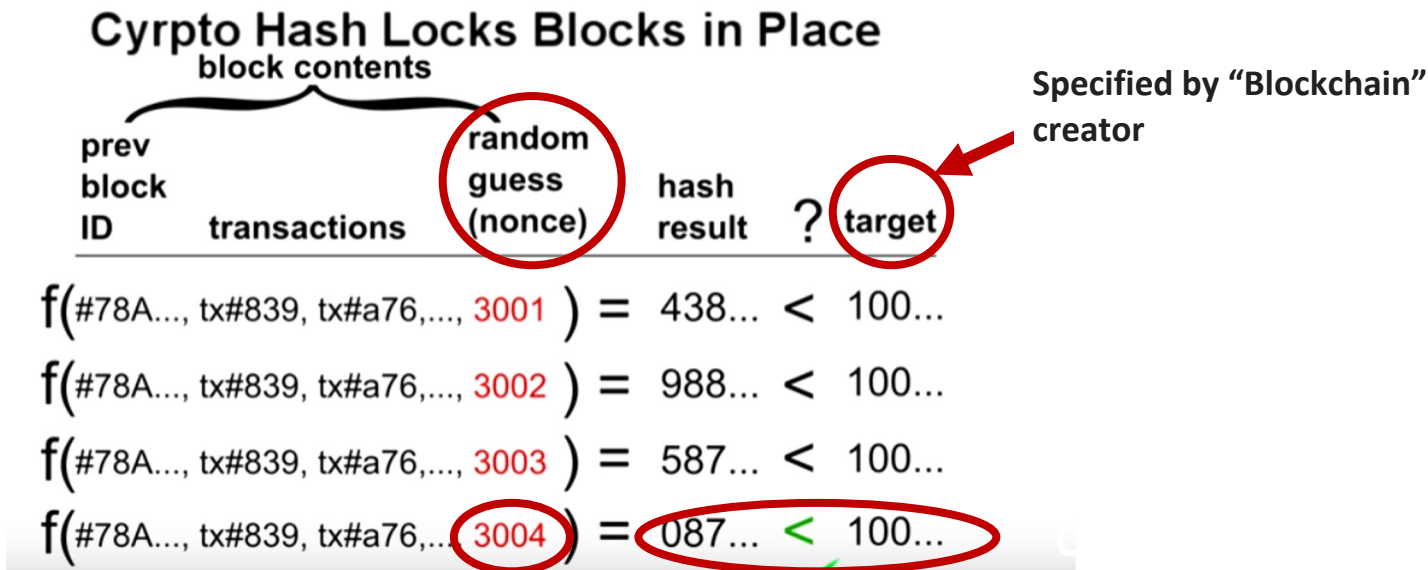 Cyrpto Hash Locks Blocks in Place
block contents
Specified by “Blockchain”
creator
prev
block
ID
transactions
random
guess
(nonce)
hash
result
?
target
f(#78A..., tx#839, tx#a76,..., 3001 ) = 438... < 100...
f(#78A..., tx#839, tx#a76,..., 3002 ) = 988... < 100...
f(#78A..., tx#839, tx#a76,..., 3003 ) = 587... < 100...
f(#78A..., tx#839, tx#a76,..., 3004 ) = 087... < 100...